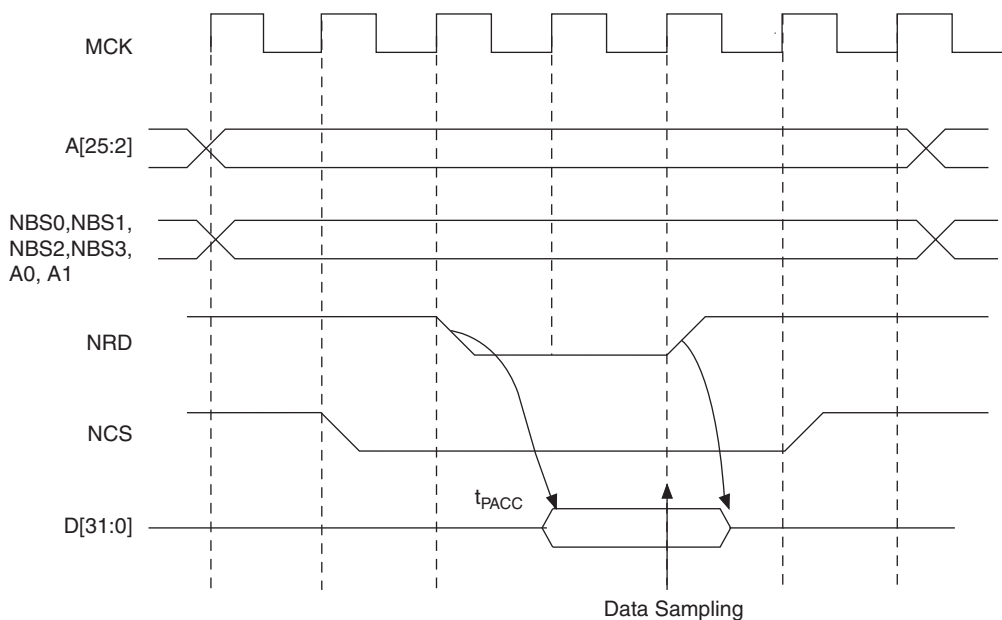 MCK
A[25:2]
NBS0,NBS1,
NBS2,NBS3,
A0, A1
NRD
NCS
tPACC
D[31:0]
Data Sampling